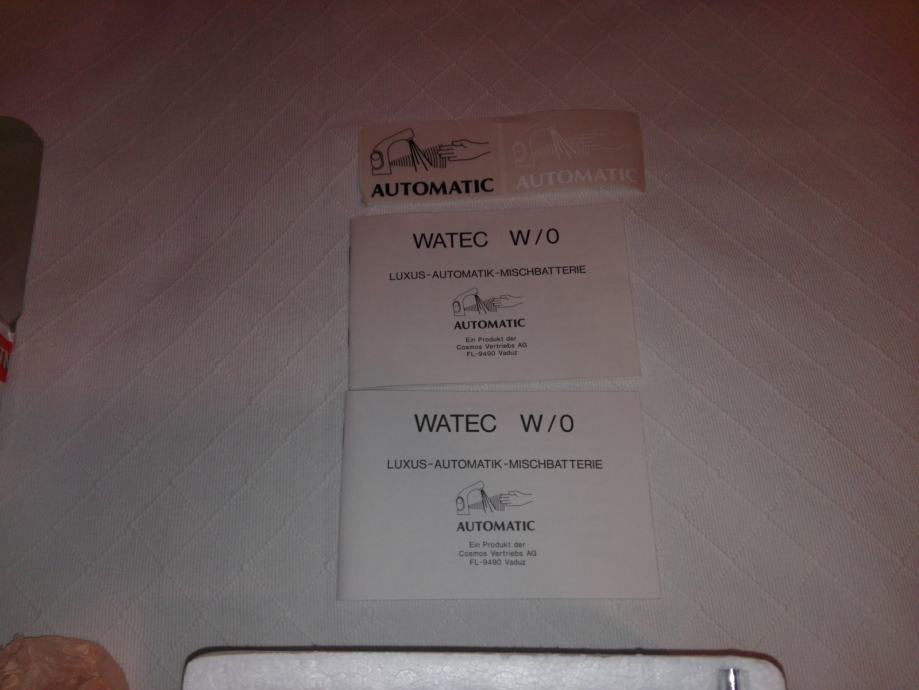 AUTOMATIC AUTOMATIC
WATEC W/0
LUXUS-AUTOMATIK-MISCHBATTERIE
AUTOMATIC
Ein Produkt der
Cosmos Vertriebs AG
FL-9490 Vaduz
WATEC W/0
LUXUS-AUTOMATIK-MISCHBATTERIE
AUTOMATIC
Ein Produkt der
Cosmos Vertriebs AG
FL-9490 Vaduz